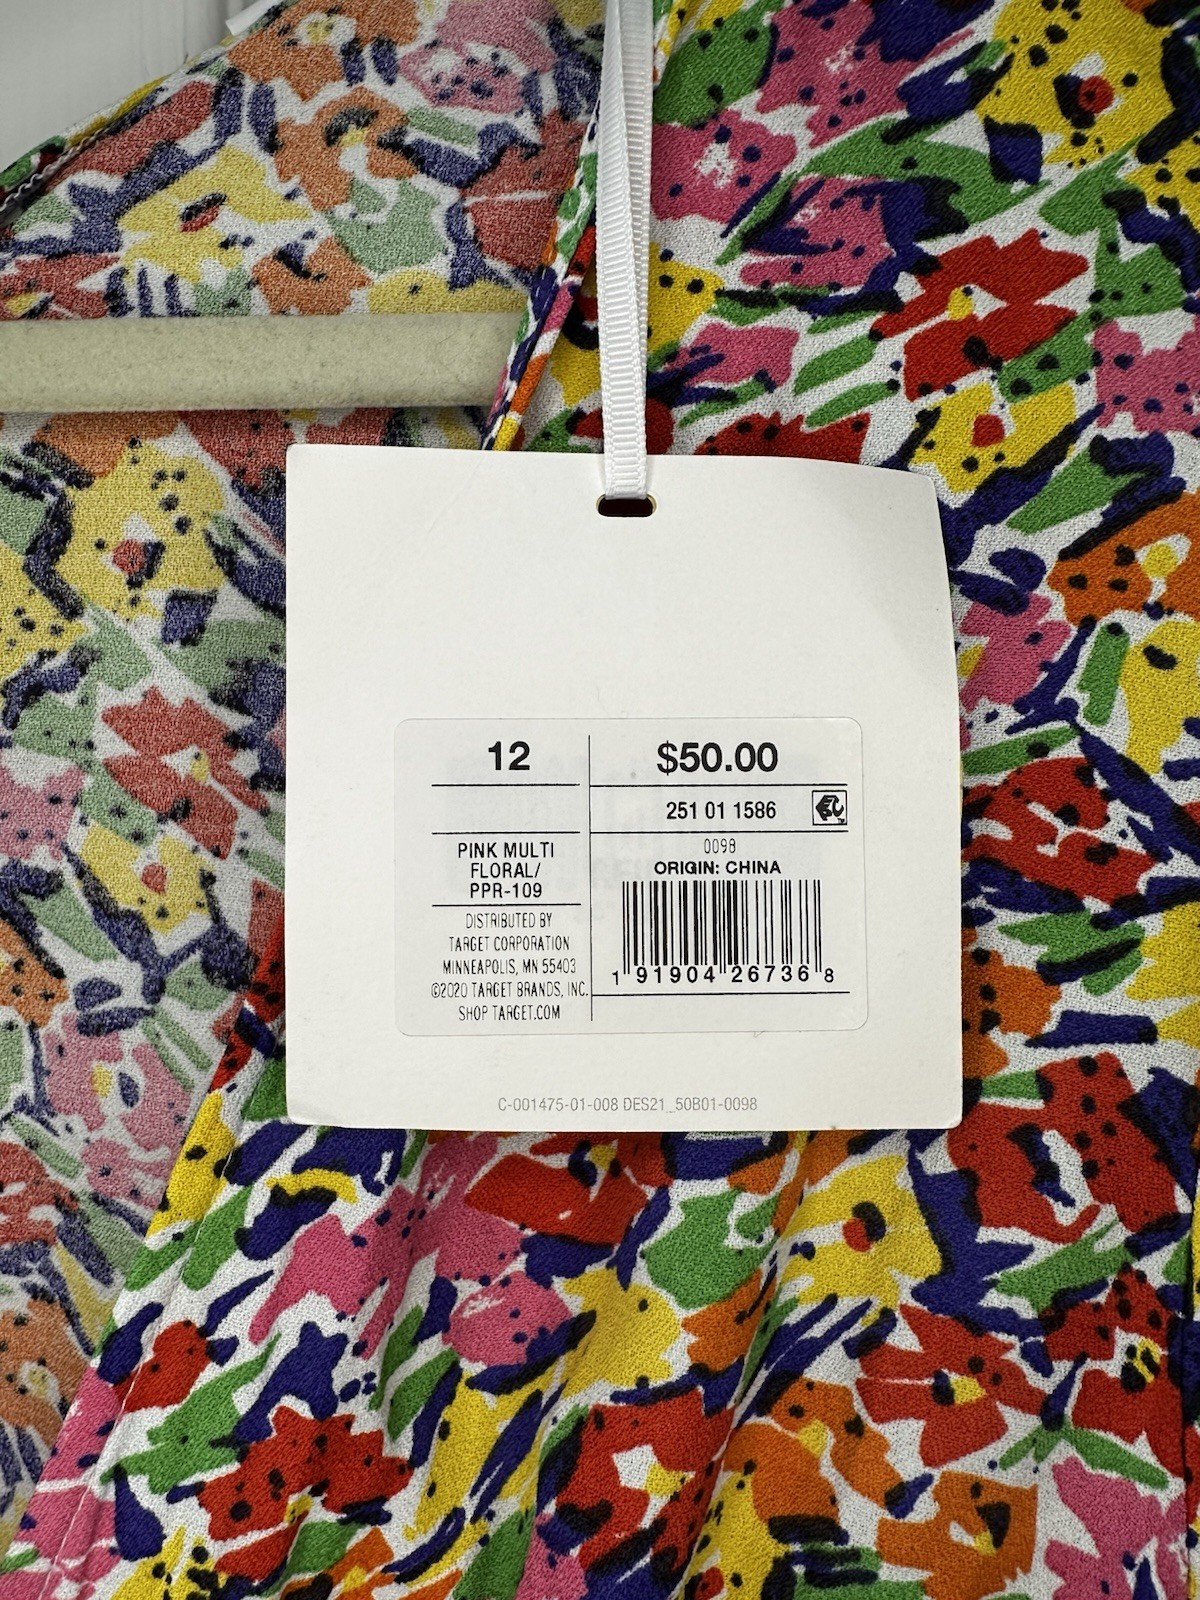 12
$50.00
251 01 1586
PINK MULTI
FLORAL/
PPR-109
0098
ORIGIN: CHINA
DISTRIBUTED BY
TARGET CORPORATION
MINNEAPOLIS, MN 55403
©2020 TARGET BRANDS, INC.
SHOP TARGET.COM
1 91904 26736 8
C-001475-01-008 DES21_50B01-0098